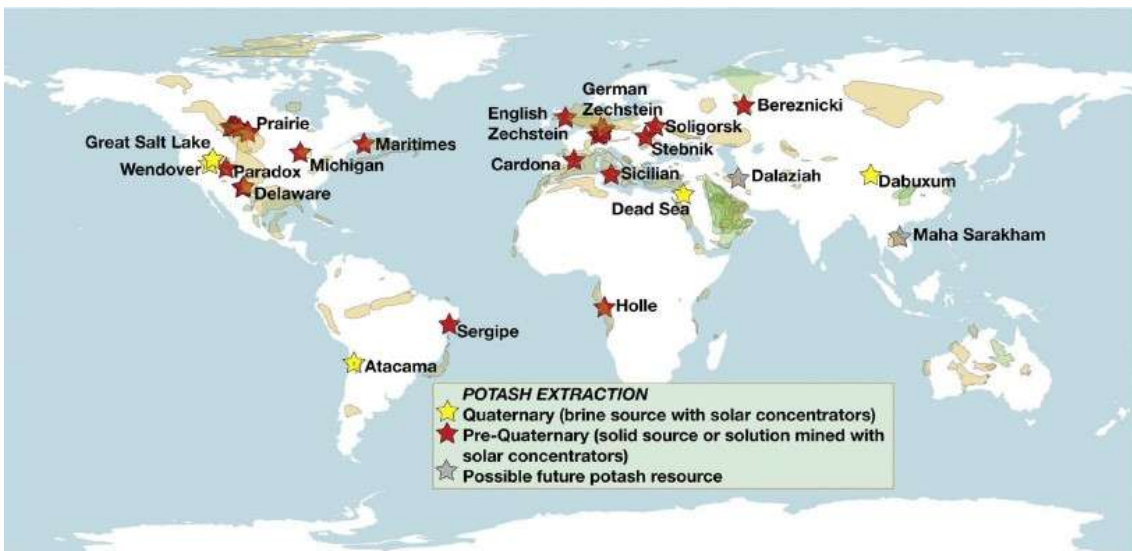 German
English
Zechstein
Bereznicki
Prairie
Zechstein
Soligorsk
Great Salt Lake
Maritimes
Stebnik
Wendover
Paradox
Michigan
Cardona
Sicilian
Dalaziah
Dabuxum
Delaware
Dead Sea
Maha Sarakham
Holle
Sergipe
Atacama
POTASH EXTRACTION
Quaternary (brine source with solar concentrators)
Pre-Quaternary (solid source or solution mined with
solar concentrators)
Possible future potash resource